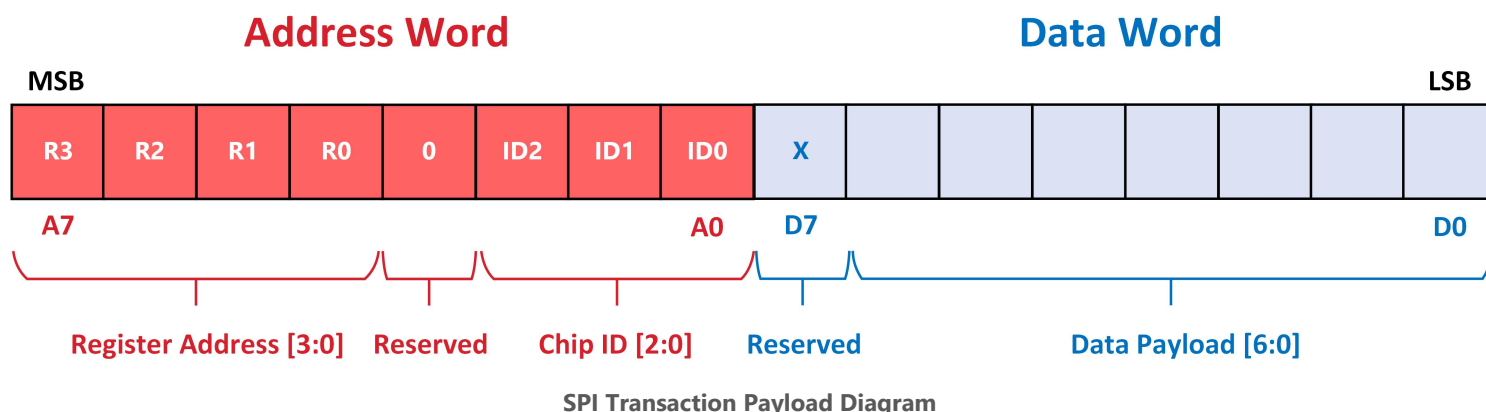 Address Word Data Word
MSB LSB
R3 R2 R1 R0 0 ID2 ID1 ID0 X
A7 A0 D7 D0
Register Address [3:0] Reserved Chip ID [2:0] Reserved Data Payload [6:0]
SPI Transaction Payload Diagram